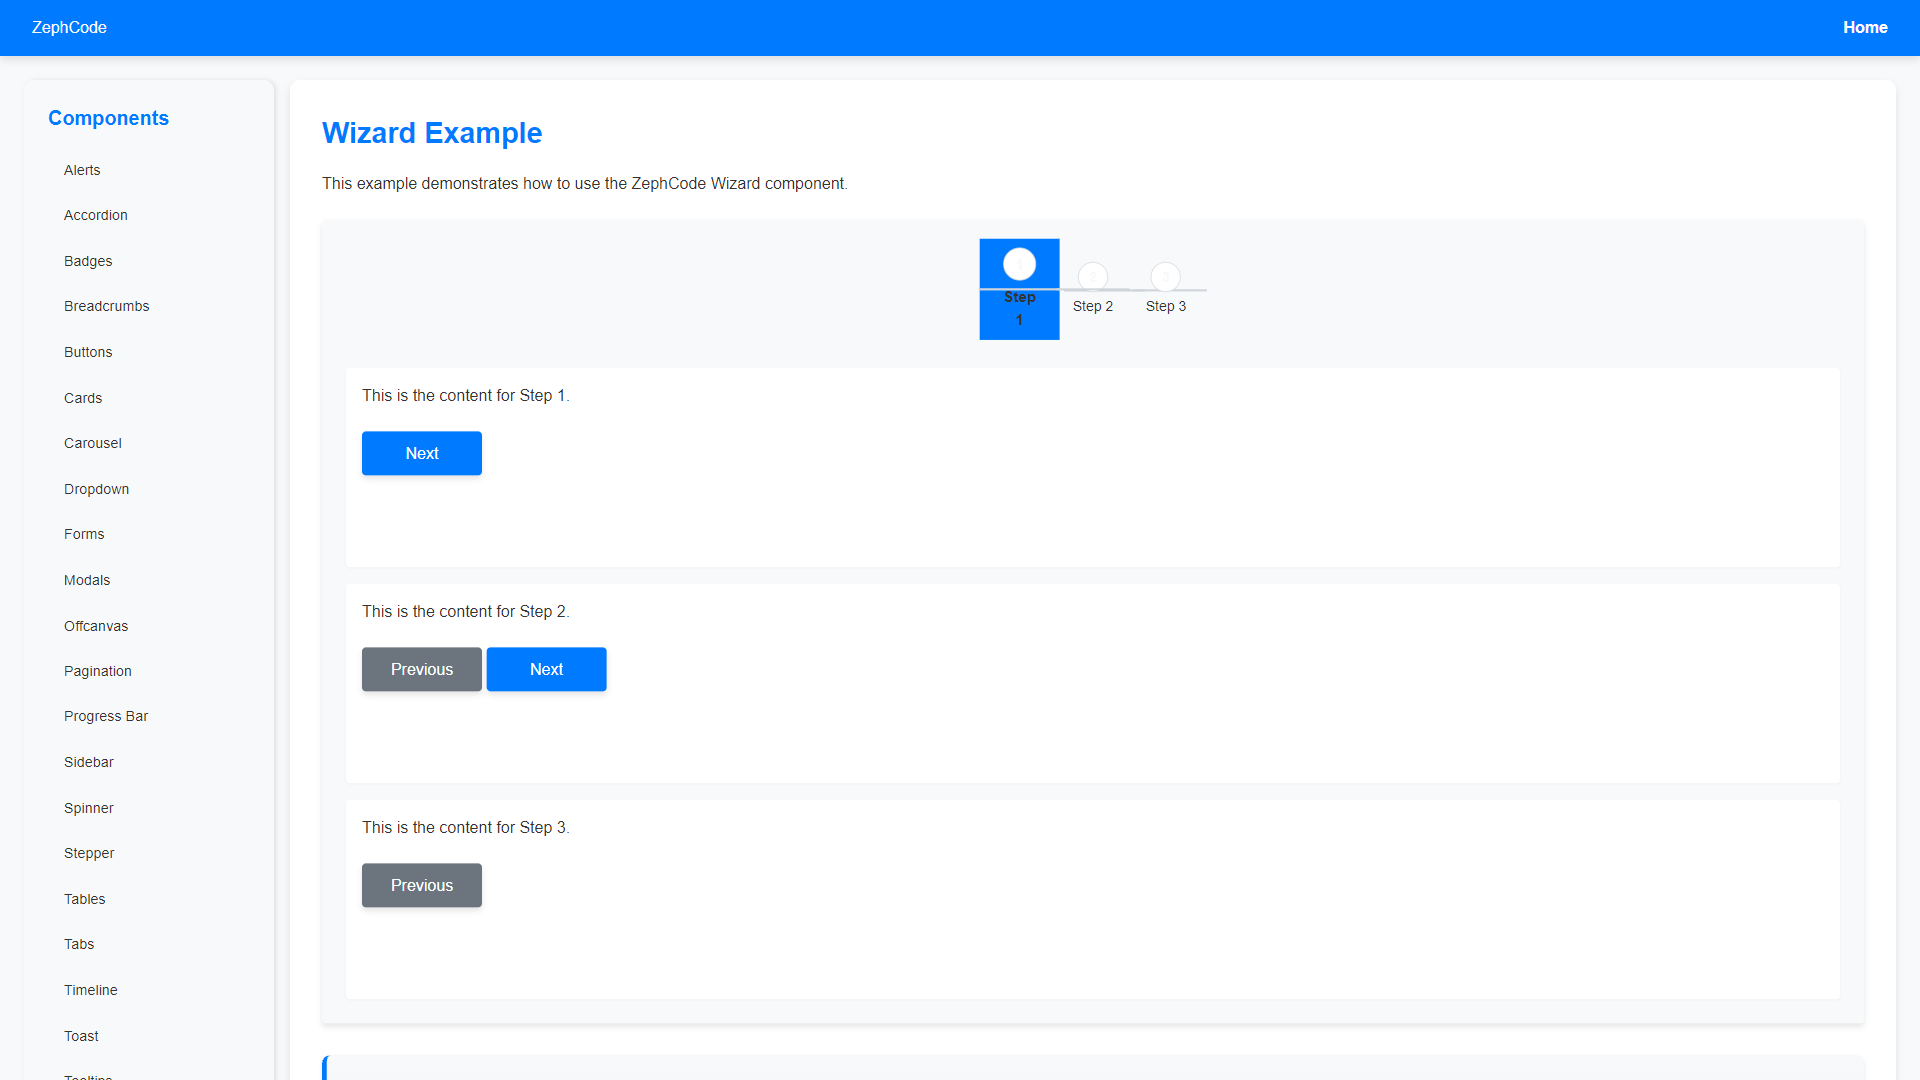 ZephCode
Home
Components
Alerts
Accordion
Badges
Breadcrumbs
Buttons
Cards
Carousel
Dropdown
Forms
Modals
Offcanvas
Pagination
Progress Bar
Sidebar
Spinner
Stepper
Tables
Tabs
Timeline
Toast
Wizard Example
This example demonstrates how to use the ZephCode Wizard component.
Step
1
2
Step 2
3
Step 3
This is the content for Step 1.
Next
This is the content for Step 2.
Previous Next
This is the content for Step 3.
Previous